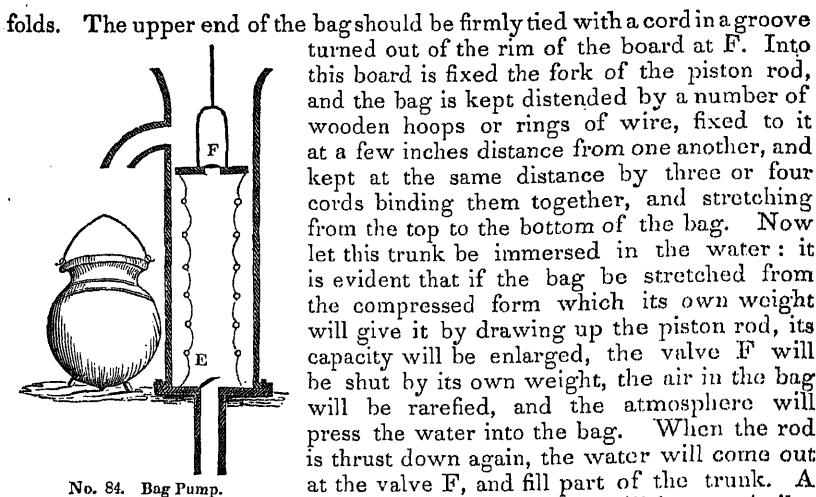 folds. The upper end of the bag should be firmly tied with a cord in a groove
turned out of the rim of the board at F. Into
this board is fixed the fork of the piston rod,
and the bag is kept distended by a number of
wooden hoops or rings of wire, fixed to it
at a few inches distance from one another, and
kept at the same distance by three or four
cords binding them together, and stretching
from the top to the bottom of the bag. Now
let this trunk be immersed in the water: it
is evident that if the bag be stretched from
the compressed form which its own weight
will give it by drawing up the piston rod, its
capacity will be enlarged, the valve F will
be shut by its own weight, the air in the bag
will be rarefied, and the atmosphere will
press the water into the bag. When the rod
is thrust down again, the water will come out
at the valve F, and fill part of the trunk. A
F
E
No. 84. Bag Pump.